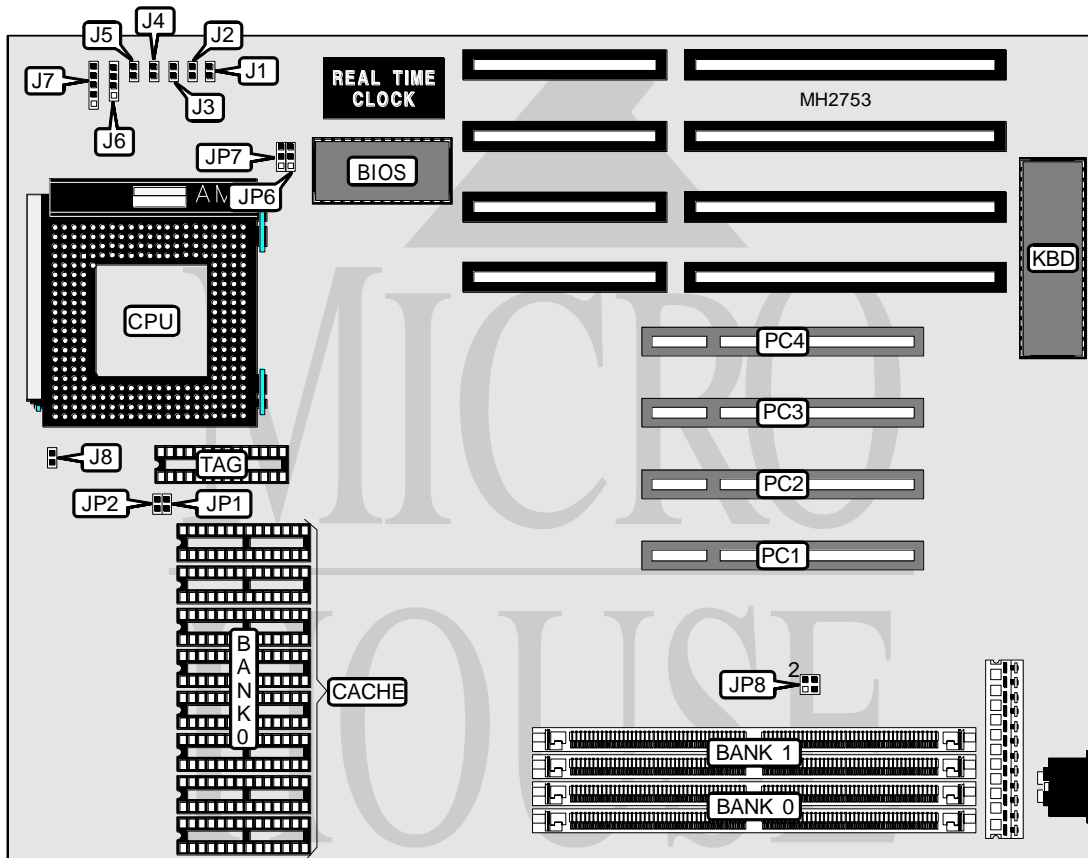 J4
J5
J2
J1
J7
J3
J6
REAL TIME
CLOCK
MH2753
JP7
BIOS
JP6
AM
KBD
CPU
PC4
PC3
J8
TAG
PC2
JP2
JP1
PC1
BANK0
CACHE
2
JP8
BANK 1
BANK 0
MICRO
HOUSE